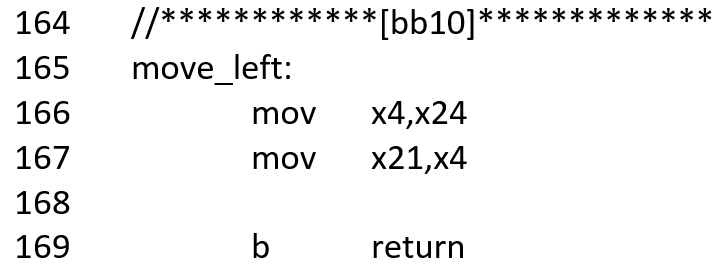 164 //************[bb10]*************
165 move_left:
166 mov x4,x24
167 mov x21,x4
168
169 b return